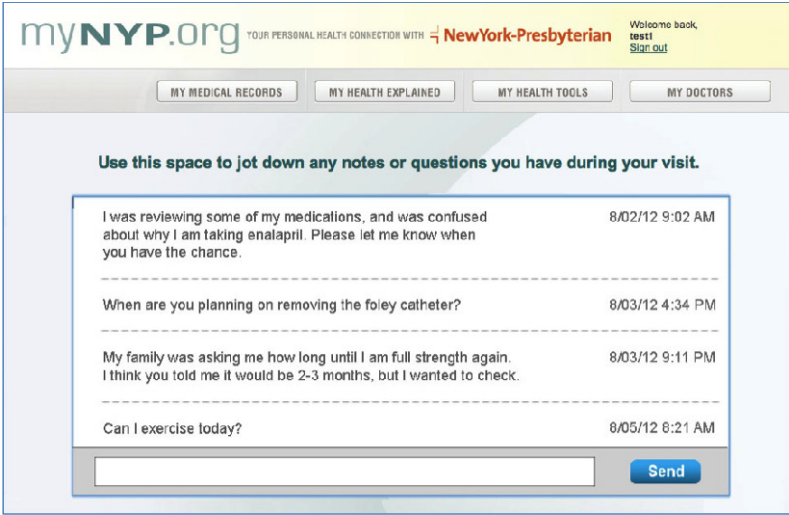 myNYP.org YOUR PERSONAL HEALTH CONNECTION WITH NewYork-Presbyterian
Welcome back,
test1
Sign out
MY MEDICAL RECORDS MY HEALTH EXPLAINED MY HEALTH TOOLS MY DOCTORS
Use this space to jot down any notes or questions you have during your visit.
I was reviewing some of my medications, and was confused 8/02/12 9:02 AM
about why I am taking enalapril. Please let me know when
you have the chance.
When are you planning on removing the foley catheter? 8/03/12 4:34 PM
My family was asking me how long until I am full strength again. 8/03/12 9:11 PM
I think you told me it would be 2-3 months, but I wanted to check.
Can I exercise today? 8/05/12 8:21 AM
Send